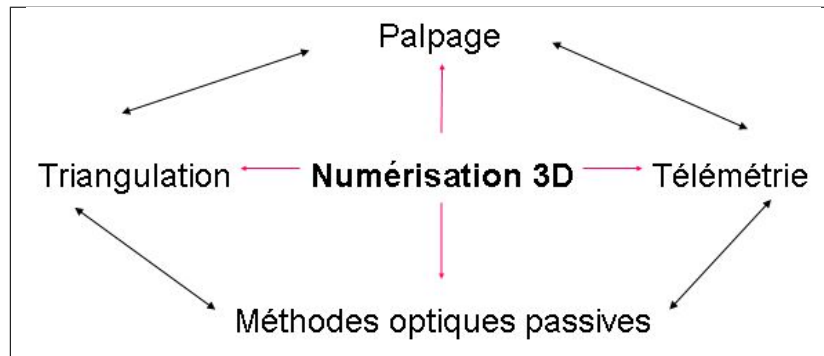 Palpage
Triangulation
Numérisation 3D
Télémétrie
Méthodes optiques passives